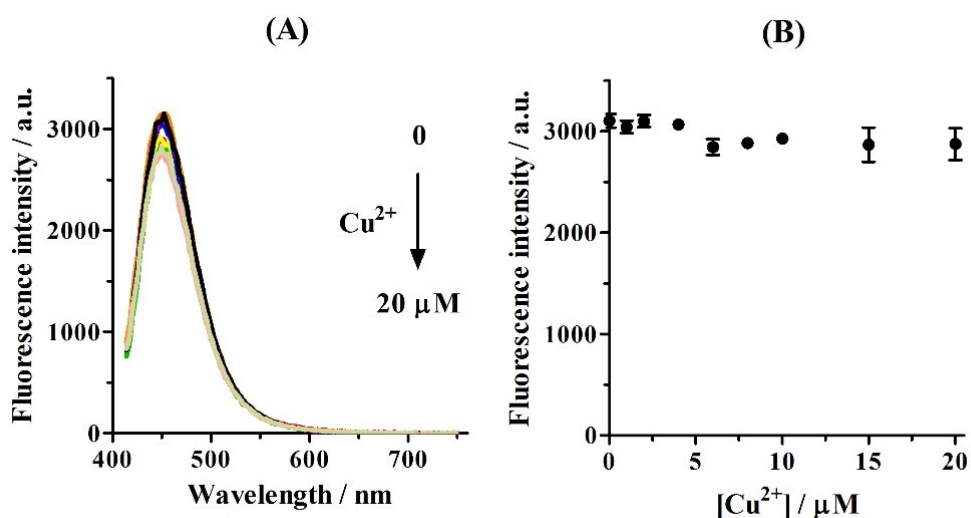 (A)
Fluorescence intensity / a.u.
3000
2000
1000
0
400
500
600
700
Wavelength / nm
0
Cu²⁺
20 μM
(B)
Fluorescence intensity / a.u.
3000
2000
1000
0
0
5
10
15
20
[Cu²⁺] / μM